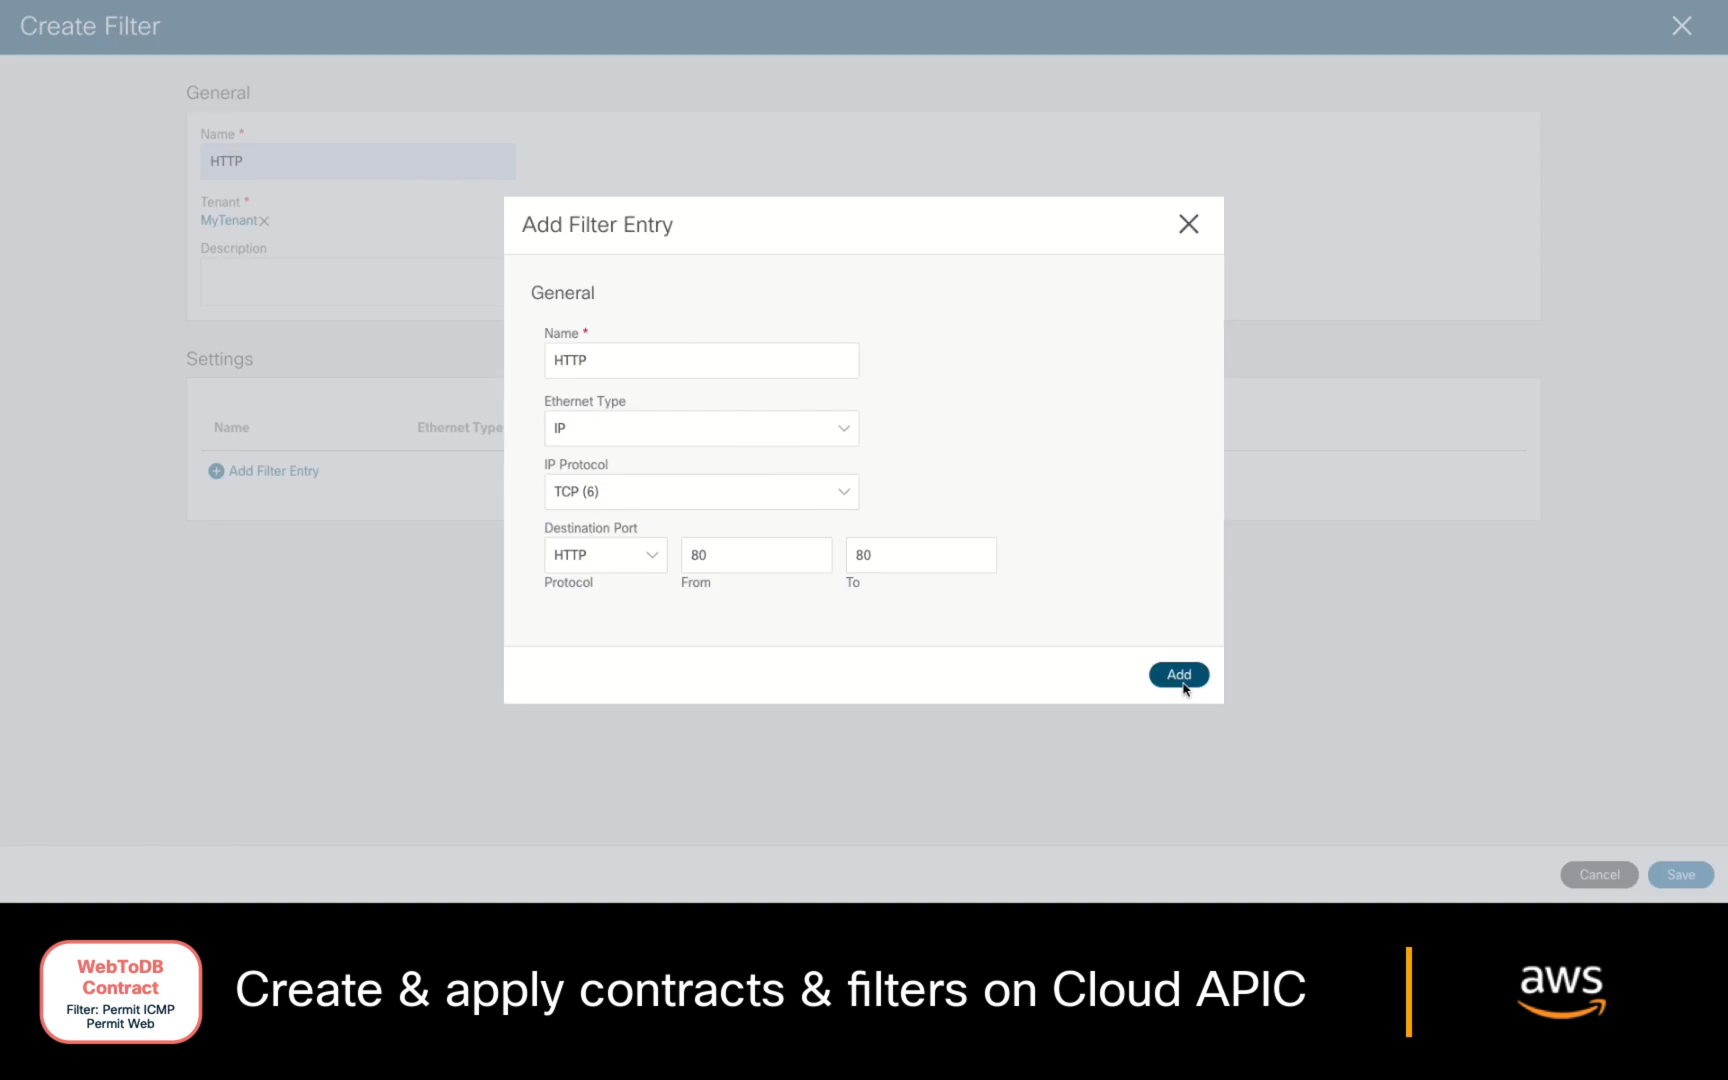 Create Filter
General
Name *
HTTP
Tenant *
MyTenant
Description
Settings
Name
Ethernet Type
Add Filter Entry
Add Filter Entry
General
Name *
HTTP
Ethernet Type
IP
IP Protocol
TCP (6)
Destination Port
HTTP 80 80
Protocol From To
Add
Cancel Save
WebToDB
Contract
Filter: Permit ICMP
Permit Web
Create & apply contracts & filters on Cloud APIC
aws